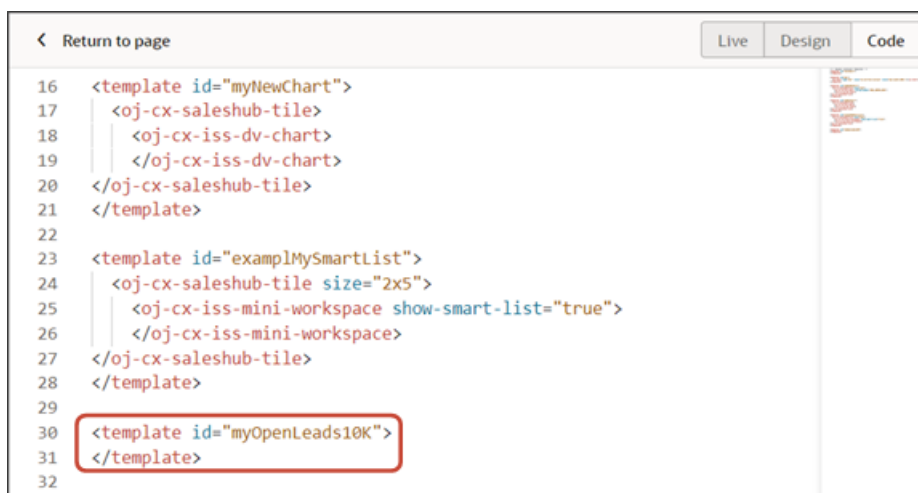 Return to page
Live Design Code
16 <template id="myNewChart">
17 <oj-cx-saleshub-tile>
18 <oj-cx-iss-dv-chart>
19 </oj-cx-iss-dv-chart>
20 </oj-cx-saleshub-tile>
21 </template>
22
23 <template id="examplMySmartList">
24 <oj-cx-saleshub-tile size="2x5">
25 <oj-cx-iss-mini-workspace show-smart-list="true">
26 </oj-cx-iss-mini-workspace>
27 </oj-cx-saleshub-tile>
28 </template>
29
30 <template id="myOpenLeads10K">
31 </template>
32